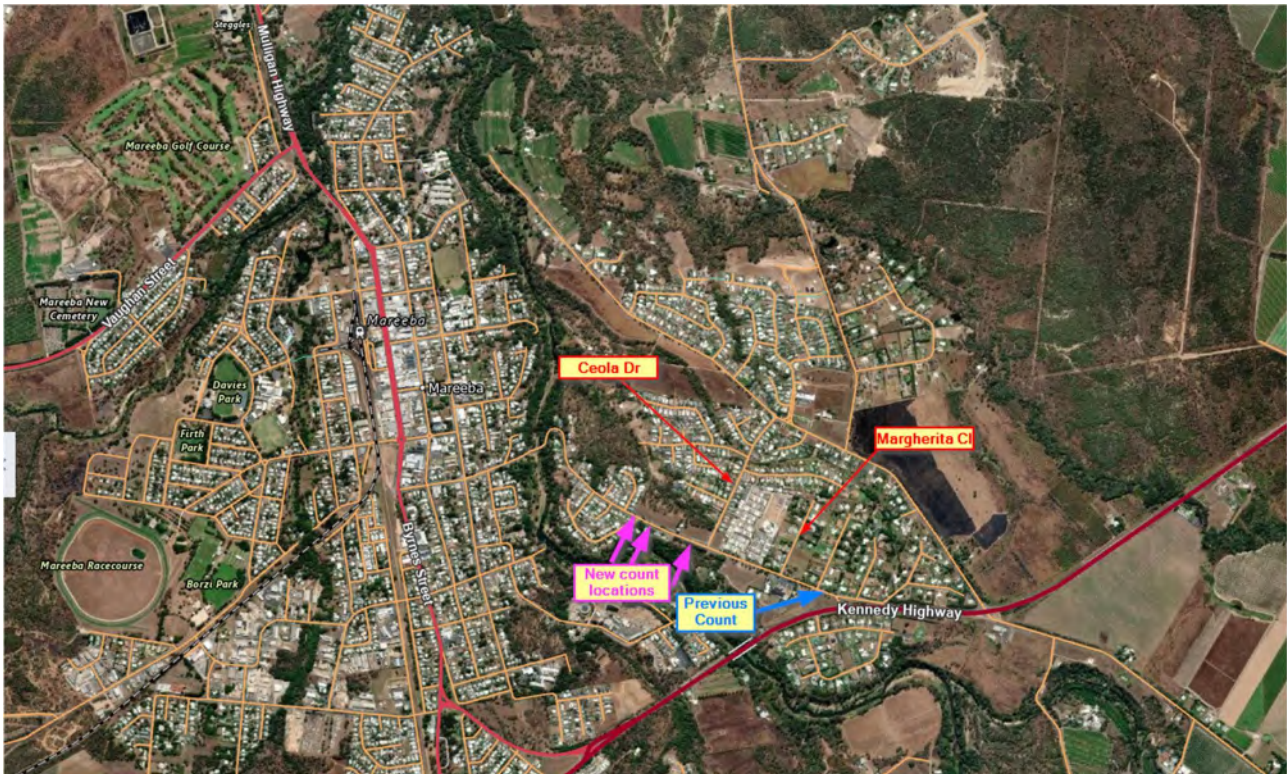 Steggles
Mulligan Highway
Mareeba Golf Course
Vaughan Street
Mareeba New
Cemetery
Mareeba
Davies
Park
Mareeba
Firth
Park
Ceola Dr
Margherita Cl
Byrnes Street
Mareeba Racecourse
Borzi Park
New count
locations
Previous
Count
Kennedy Highway